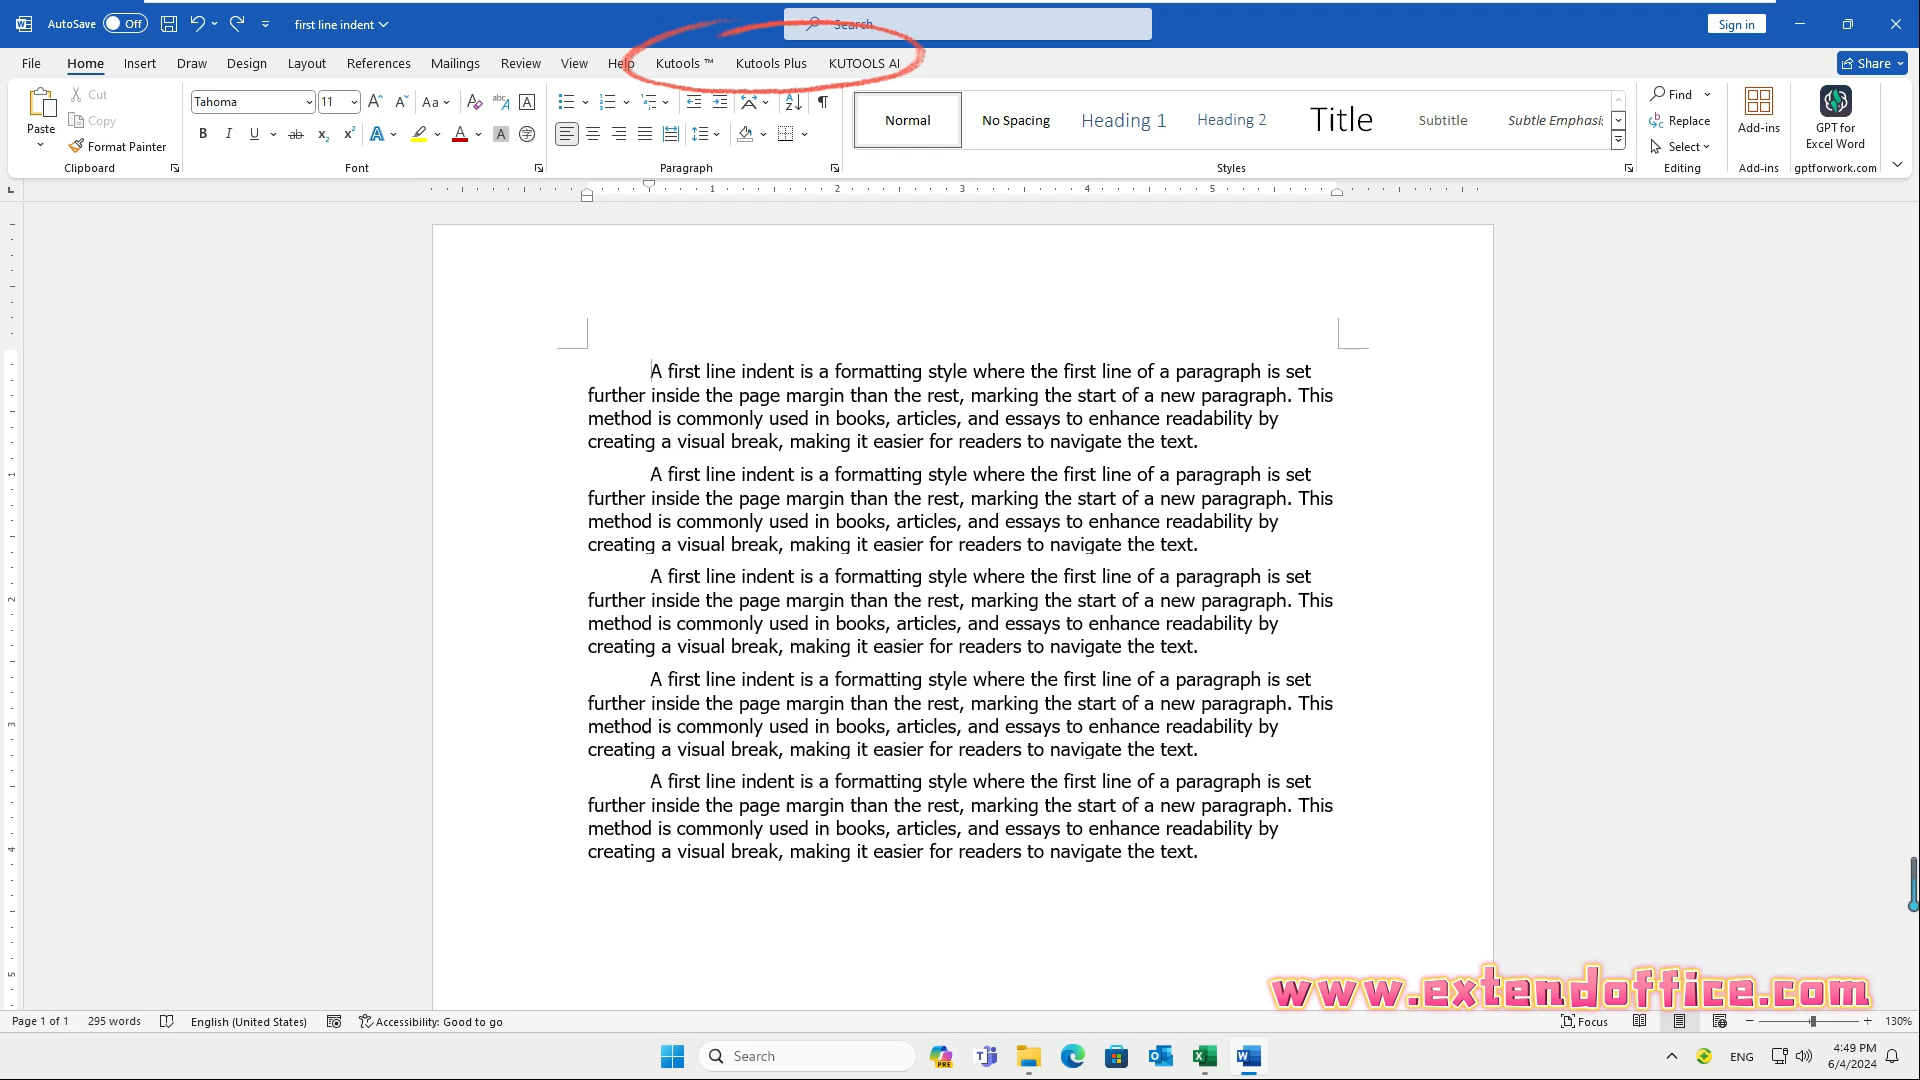 AutoSave Off first line indent Search Sign in
File Home Insert Draw Design Layout References Mailings Review View Help Kutools ™ Kutools Plus KUTOOLS AI Share
Paste
Cut
Copy
Format Painter
Clipboard
Tahoma 11
Font
Paragraph
Normal No Spacing Heading 1 Heading 2 Title Subtitle Subtle Emphasis
Styles
Find
Replace
Select
Editing
Add-ins
Add-ins
GPT for
Excel Word
gptforwork.com
1 2 3 4 5
A first line indent is a formatting style where the first line of a paragraph is set
further inside the page margin than the rest, marking the start of a new paragraph. This
method is commonly used in books, articles, and essays to enhance readability by
creating a visual break, making it easier for readers to navigate the text.
A first line indent is a formatting style where the first line of a paragraph is set
further inside the page margin than the rest, marking the start of a new paragraph. This
method is commonly used in books, articles, and essays to enhance readability by
creating a visual break, making it easier for readers to navigate the text.
A first line indent is a formatting style where the first line of a paragraph is set
further inside the page margin than the rest, marking the start of a new paragraph. This
method is commonly used in books, articles, and essays to enhance readability by
creating a visual break, making it easier for readers to navigate the text.
A first line indent is a formatting style where the first line of a paragraph is set
further inside the page margin than the rest, marking the start of a new paragraph. This
method is commonly used in books, articles, and essays to enhance readability by
creating a visual break, making it easier for readers to navigate the text.
A first line indent is a formatting style where the first line of a paragraph is set
further inside the page margin than the rest, marking the start of a new paragraph. This
method is commonly used in books, articles, and essays to enhance readability by
creating a visual break, making it easier for readers to navigate the text.
www.extendoffice.com
Page 1 of 1 295 words English (United States) Accessibility: Good to go Focus 130%
Search ENG 4:49 PM
6/4/2024